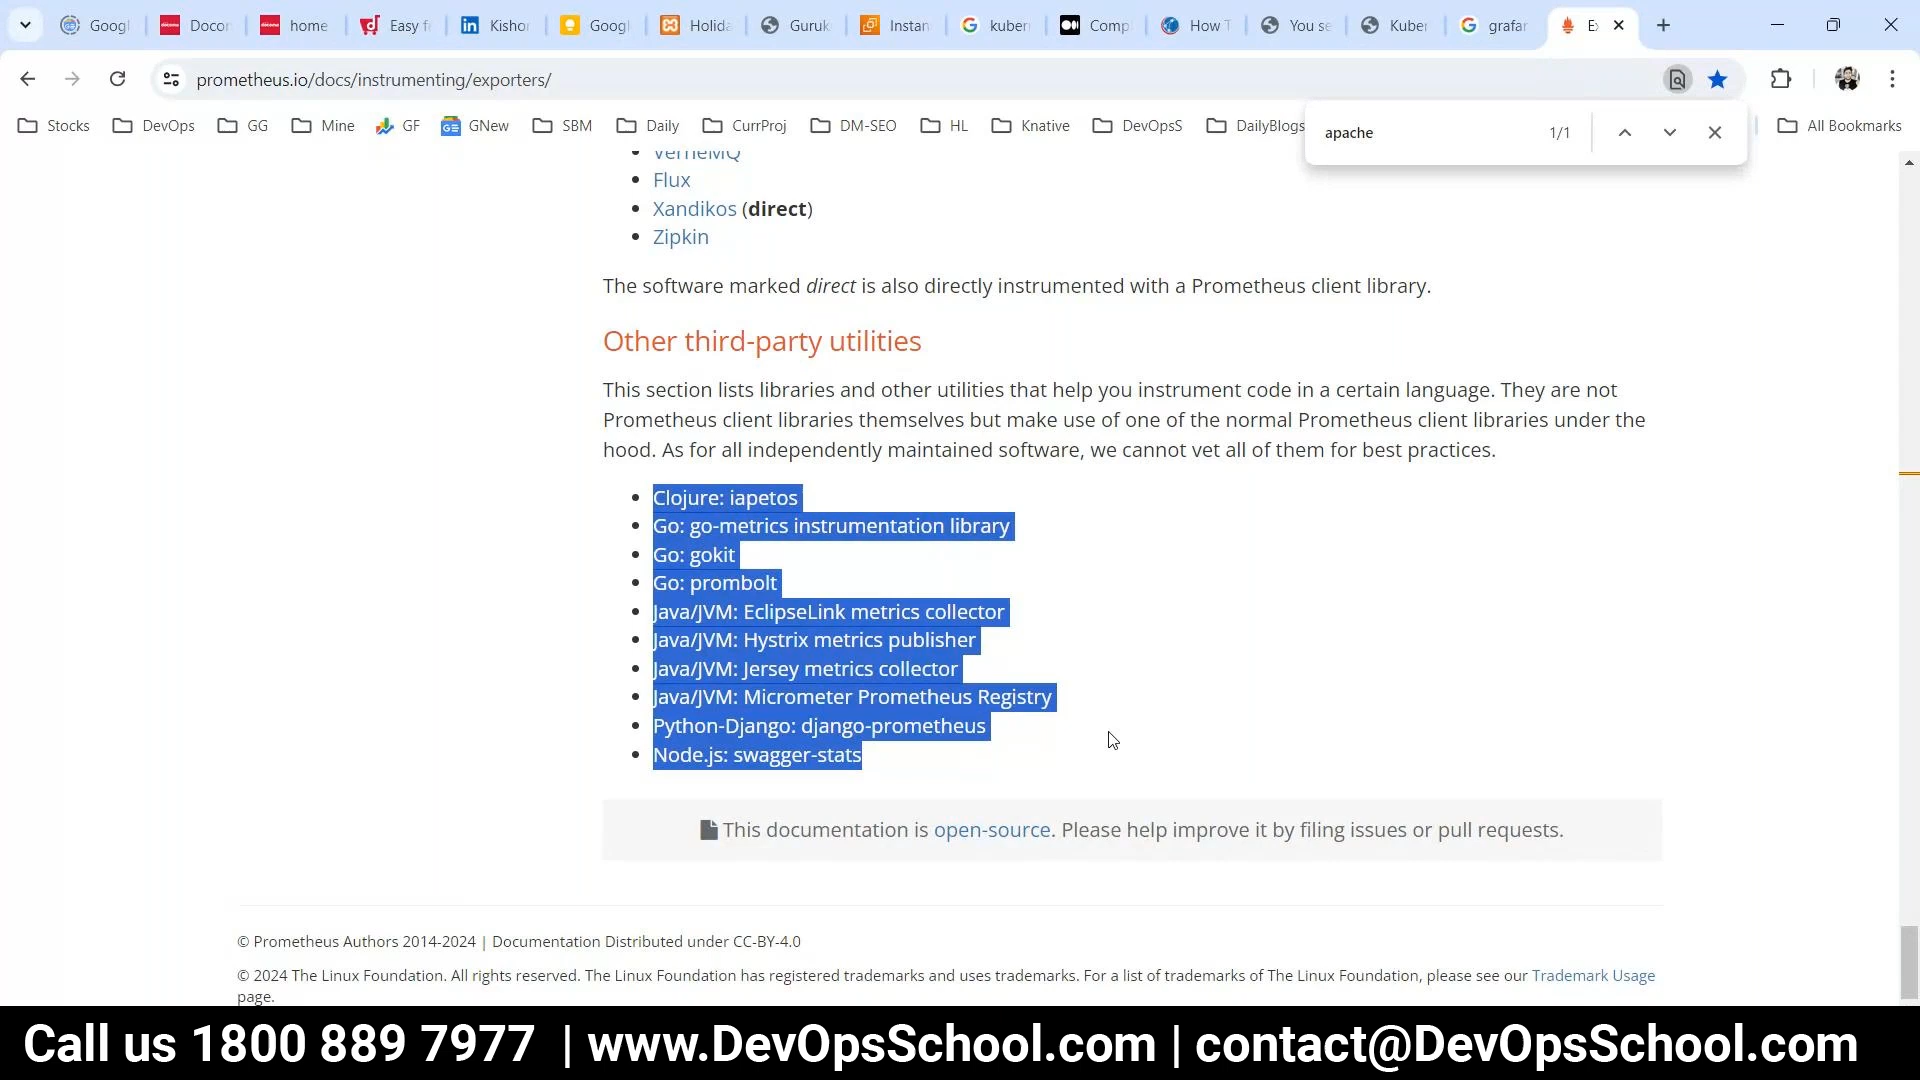 Googl
Docor
home
Easy f
Kishor
Googl
Holida
Guruk
Instan
kuber
Comp
How T
You se
Kuber
grafar
E
prometheus.io/docs/instrumenting/exporters/
Stocks
DevOps
GG
Mine
GF
GNew
SBM
Daily
CurrProj
DM-SEO
HL
Knative
DevOpsS
DailyBlogs
All Bookmarks
apache
1/1
VerneMQ
Flux
Xandikos (direct)
Zipkin
The software marked direct is also directly instrumented with a Prometheus client library.
Other third-party utilities
This section lists libraries and other utilities that help you instrument code in a certain language. They are not
Prometheus client libraries themselves but make use of one of the normal Prometheus client libraries under the
hood. As for all independently maintained software, we cannot vet all of them for best practices.
Clojure: iapetos
Go: go-metrics instrumentation library
Go: gokit
Go: prombolt
Java/JVM: EclipseLink metrics collector
Java/JVM: Hystrix metrics publisher
Java/JVM: Jersey metrics collector
Java/JVM: Micrometer Prometheus Registry
Python-Django: django-prometheus
Node.js: swagger-stats
This documentation is open-source. Please help improve it by filing issues or pull requests.
© Prometheus Authors 2014-2024 | Documentation Distributed under CC-BY-4.0
© 2024 The Linux Foundation. All rights reserved. The Linux Foundation has registered trademarks and uses trademarks. For a list of trademarks of The Linux Foundation, please see our Trademark Usage
page.
Call us 1800 889 7977 | www.DevOpsSchool.com | contact@DevOpsSchool.com